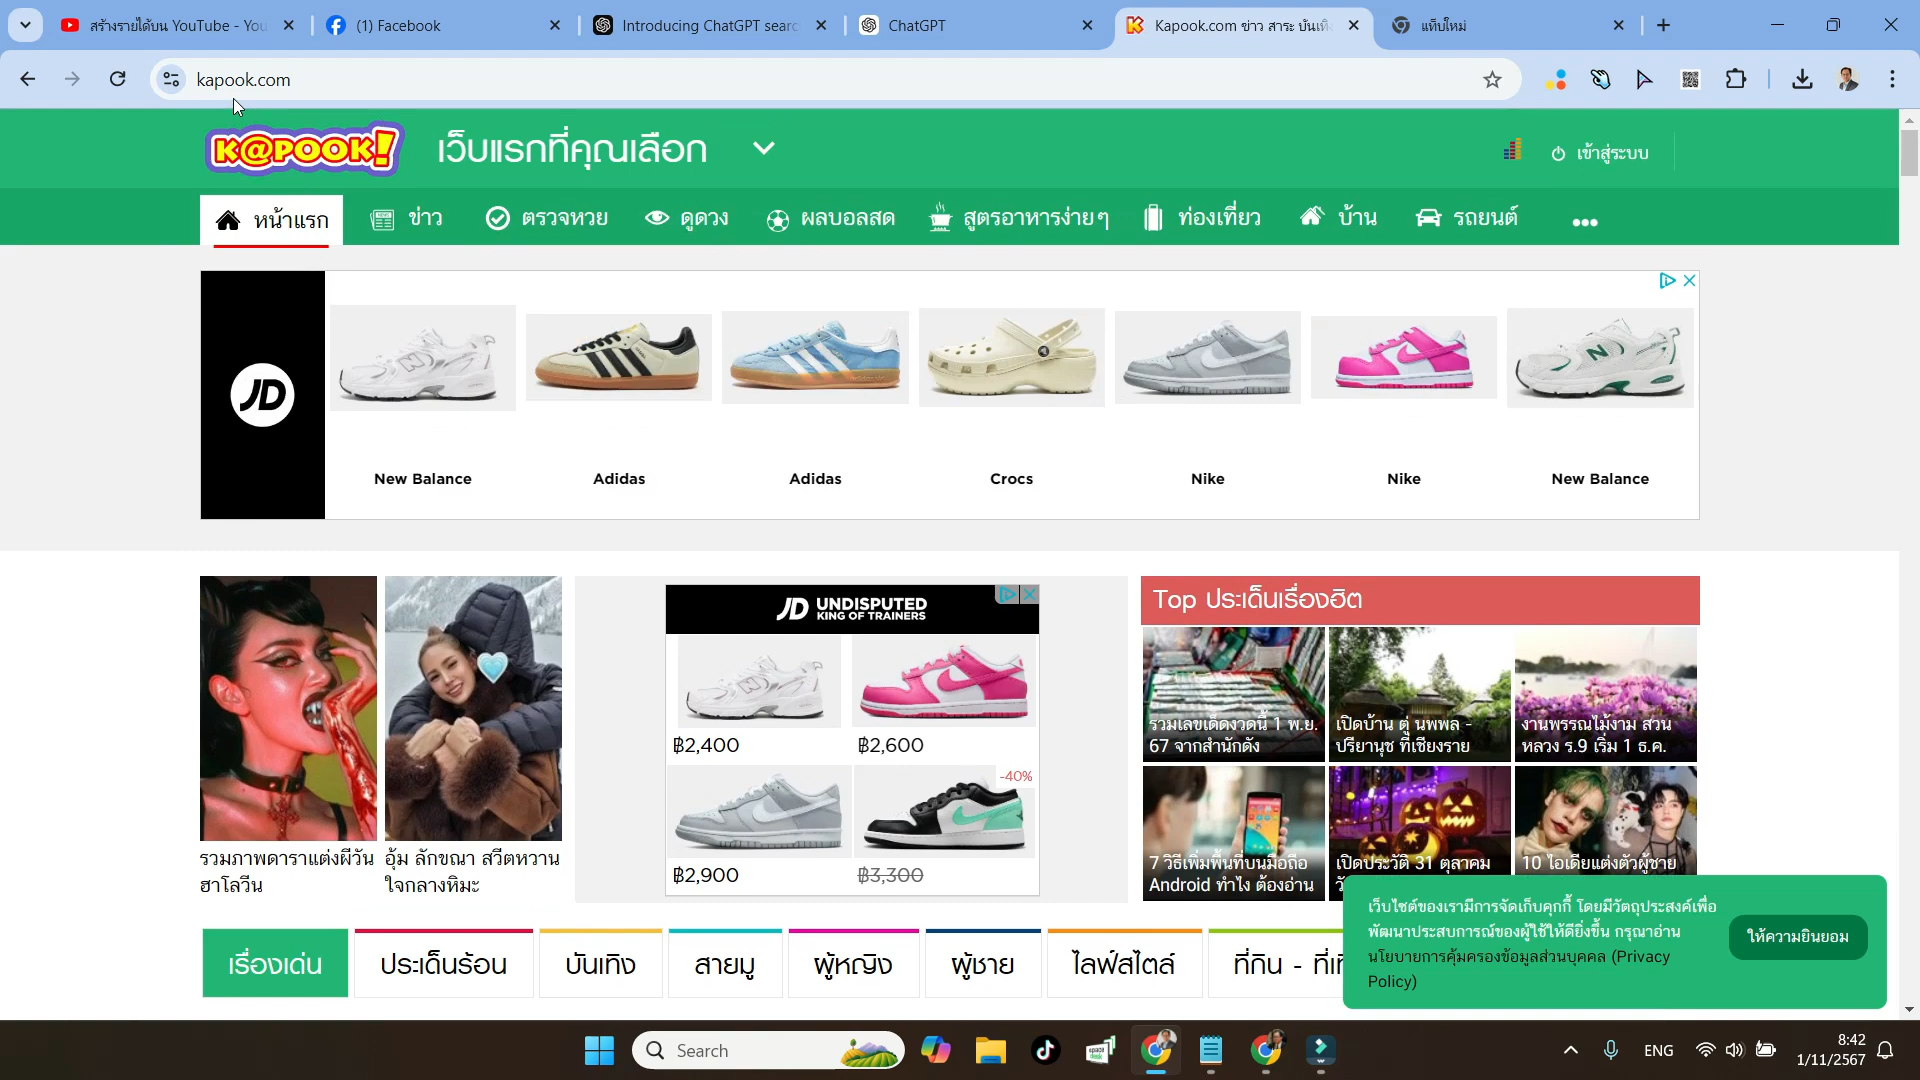 สร้างรายได้บน YouTube - You
(1) Facebook
Introducing ChatGPT searc
ChatGPT
Kapook.com ข่าว สาระ บันเทิ
แท็บใหม่
kapook.com
K@POOK!
เว็บแรกที่คุณเลือก
เข้าสู่ระบบ
หน้าแรก
ข่าว
ตรวจหวย
ดูดวง
ผลบอลสด
สูตรอาหารง่ายๆ
ท่องเที่ยว
บ้าน
รถยนต์
JD
New Balance
Adidas
Adidas
Crocs
Nike
Nike
New Balance
รวมภาพดาราแต่งผีวัน
ฮาโลวีน
อุ้ม ลักขณา สวีตหวาน
ใจกลางหิมะ
JD UNDISPUTED
KING OF TRAINERS
฿2,400
฿2,600
-40%
฿2,900
฿3,300
Top ประเด็นเรื่องฮิต
รวมเลขเด็ดงวดนี้ 1 พ.ย.
67 จากสำนักดัง
เปิดบ้าน ตู่ นพพล -
ปรียานุช ที่เชียงราย
งานพรรณไม้งาม สวน
หลวง ร.9 เริ่ม 1 ธ.ค.
7 วิธีเพิ่มพื้นที่บนมือถือ
Android ทำไง ต้องอ่าน
เปิดประวัติ 31 ตุลาคม
10 ไอเดียแต่งตัวผู้ชาย
เรื่องเด่น
ประเด็นร้อน
บันเทิง
สายมู
ผู้หญิง
ผู้ชาย
ไลฟ์สไตล์
ที่กิน - ที่เที
เว็บไซต์ของเรามีการจัดเก็บคุกกี้ โดยมีวัตถุประสงค์เพื่อ
พัฒนาประสบการณ์ของผู้ใช้ให้ดียิ่งขึ้น กรุณาอ่าน
นโยบายการคุ้มครองข้อมูลส่วนบุคคล (Privacy
Policy)
ให้ความยินยอม
Search
ENG
8:42
1/11/2567